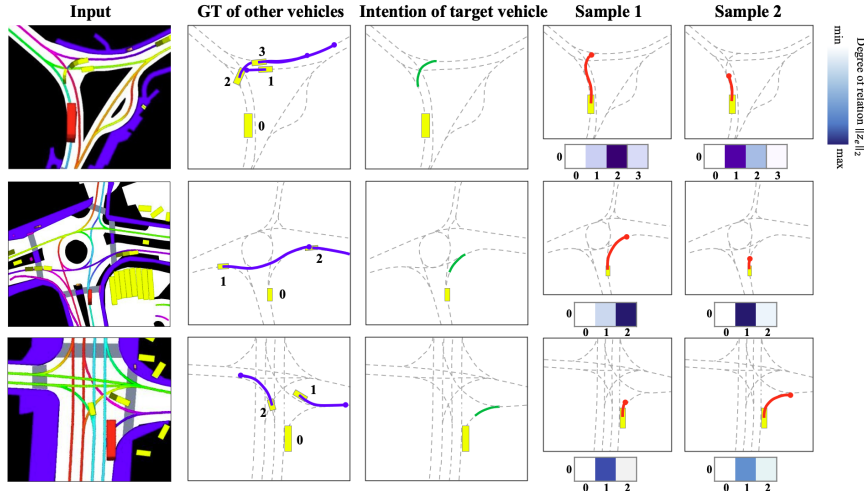 Input
GT of other vehicles
Intention of target vehicle
Sample 1
Sample 2
min
Degree of relation ||z_e||_2
max
3
2
1
0
0
0 1 2 3
0
0 1 2 3
1
2
0
0
0 1 2
0
0 1 2
1
2
0
0
0 1 2
0
0 1 2